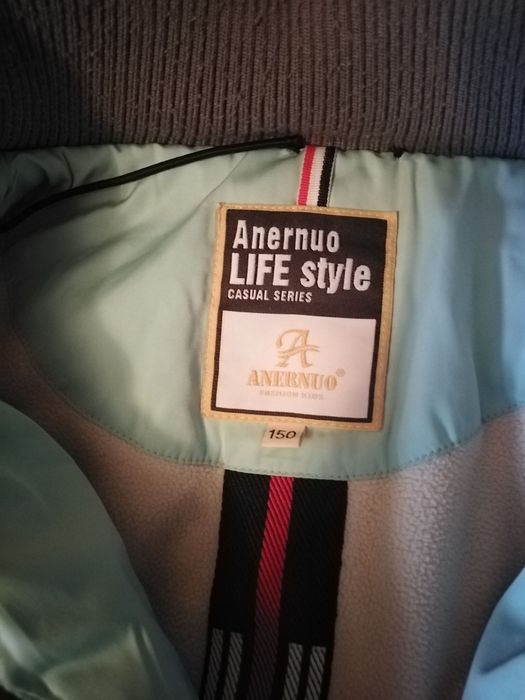 Anernuo
LIFE style
CASUAL SERIES
A
ANERNUO®
FASHION KIDS
150